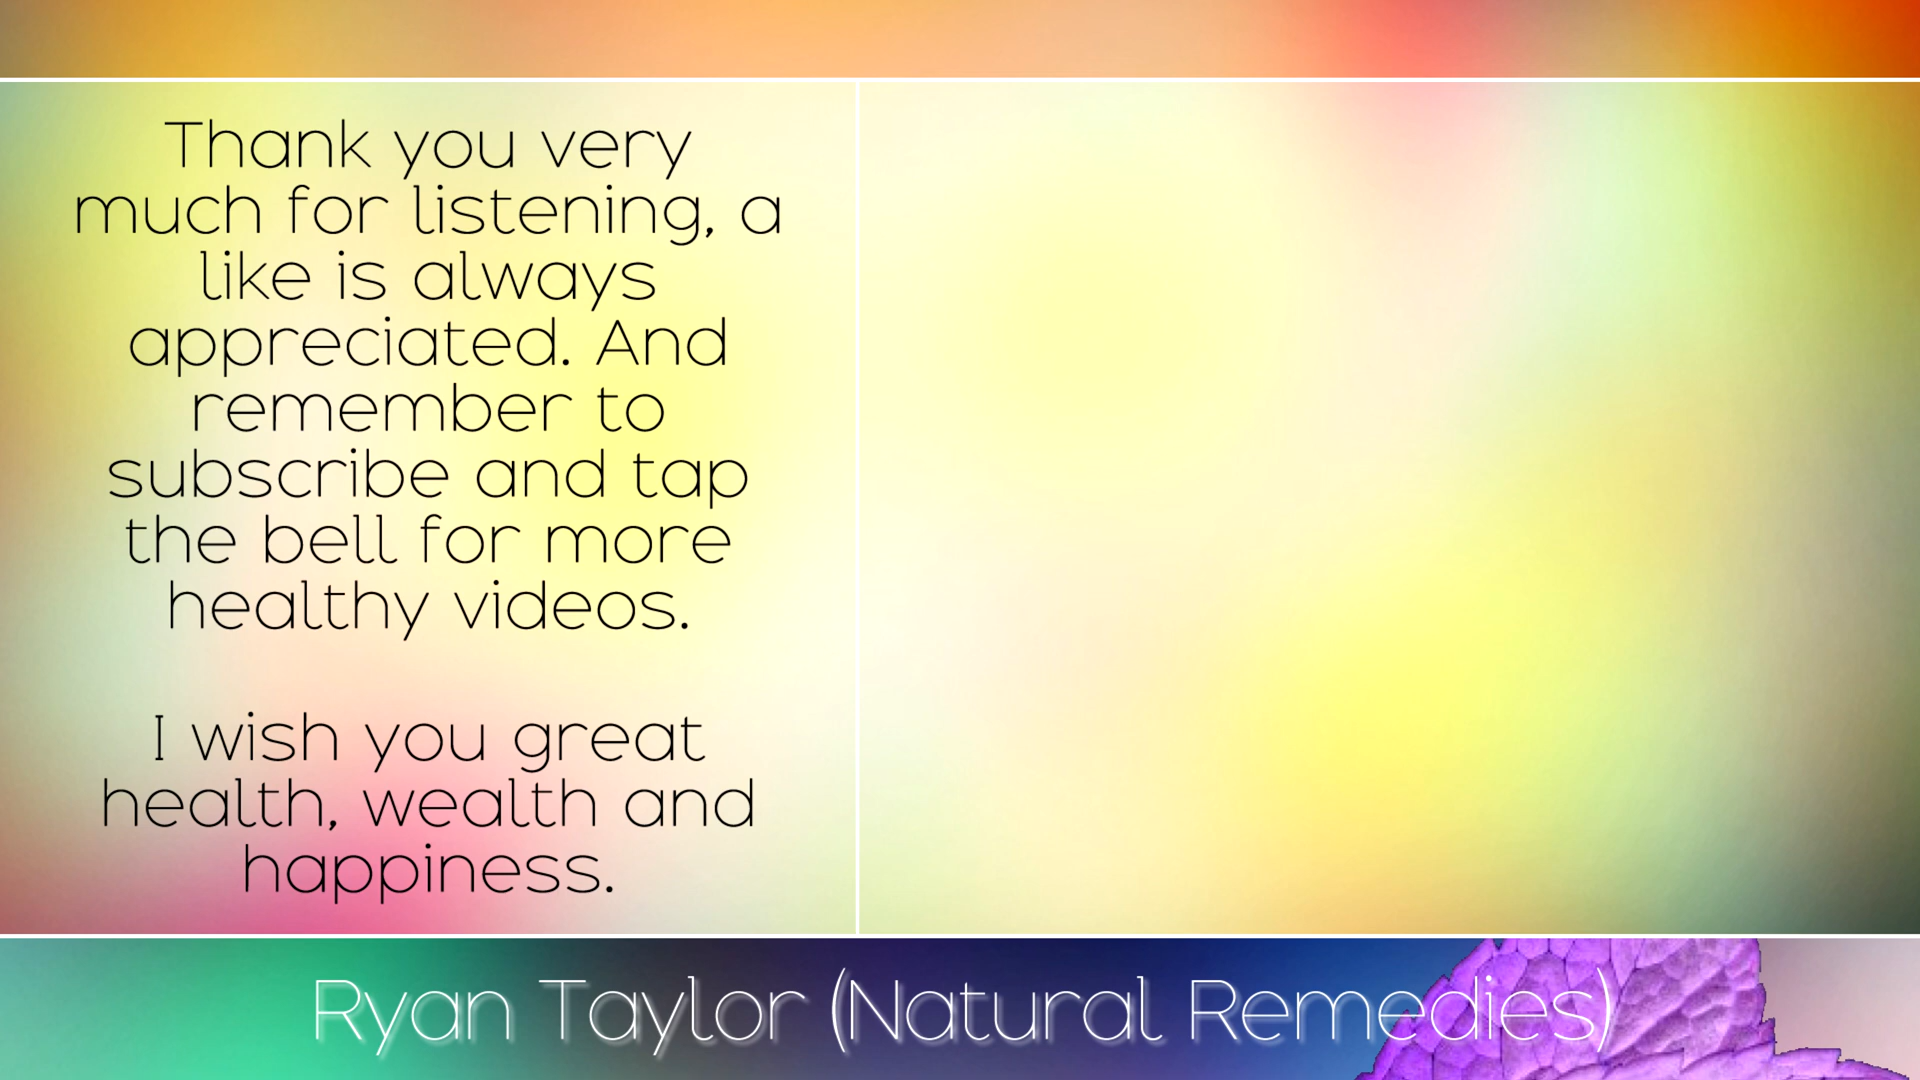 Thank you very
much for listening, a
like is always
appreciated. And
remember to
subscribe and tap
the bell for more
healthy videos.
I wish you great
health, wealth and
happiness.
Ryan Taylor (Natural Remedies)